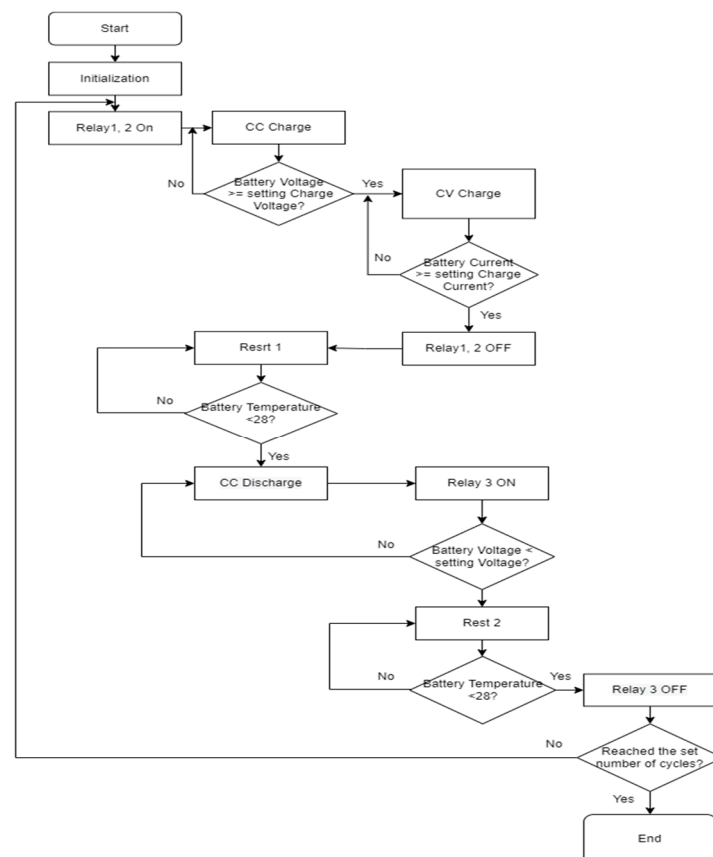 Start
Initialization
Relay1, 2 On
CC Charge
No
Battery Voltage
>= setting Charge
Voltage?
Yes
CV Charge
No
Battery Current
>= setting Charge
Current?
Yes
Resrt 1
Relay1, 2 OFF
No
Battery Temperature
<28?
Yes
CC Discharge
Relay 3 ON
No
Battery Voltage <
setting Voltage?
Rest 2
No
Battery Temperature
<28?
Yes
Relay 3 OFF
No
Reached the set
number of cycles?
Yes
End